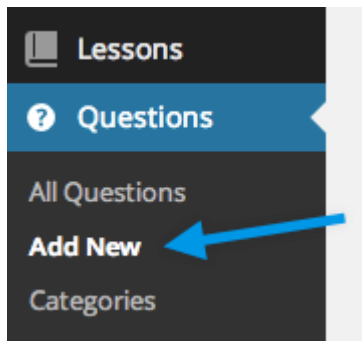 Lessons
Questions
All Questions
Add New
Categories